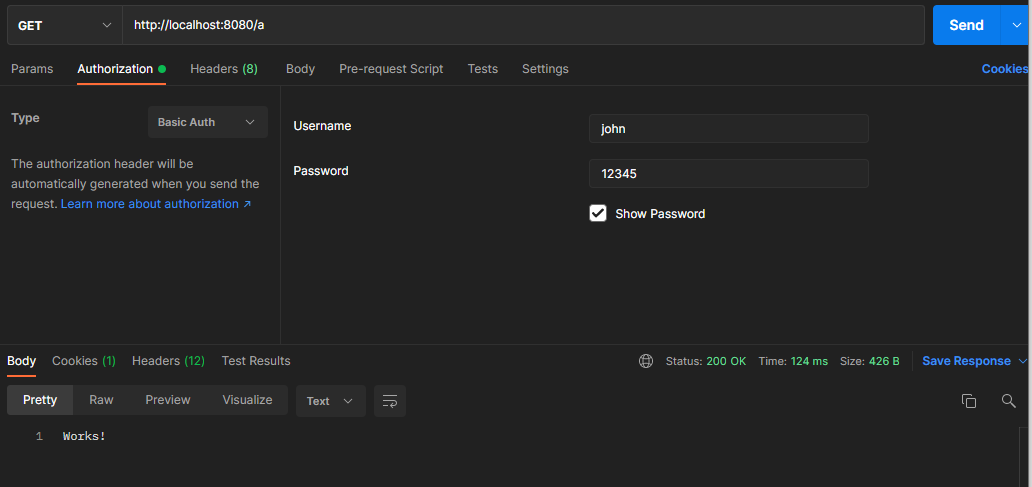 GET http://localhost:8080/a Send
Params Authorization Headers (8) Body Pre-request Script Tests Settings Cookies
Type Basic Auth
The authorization header will be
automatically generated when you send the
request. Learn more about authorization ↗
Username john
Password 12345
Show Password
Body Cookies (1) Headers (12) Test Results Status: 200 OK Time: 124 ms Size: 426 B Save Response
Pretty Raw Preview Visualize Text
1 Works!